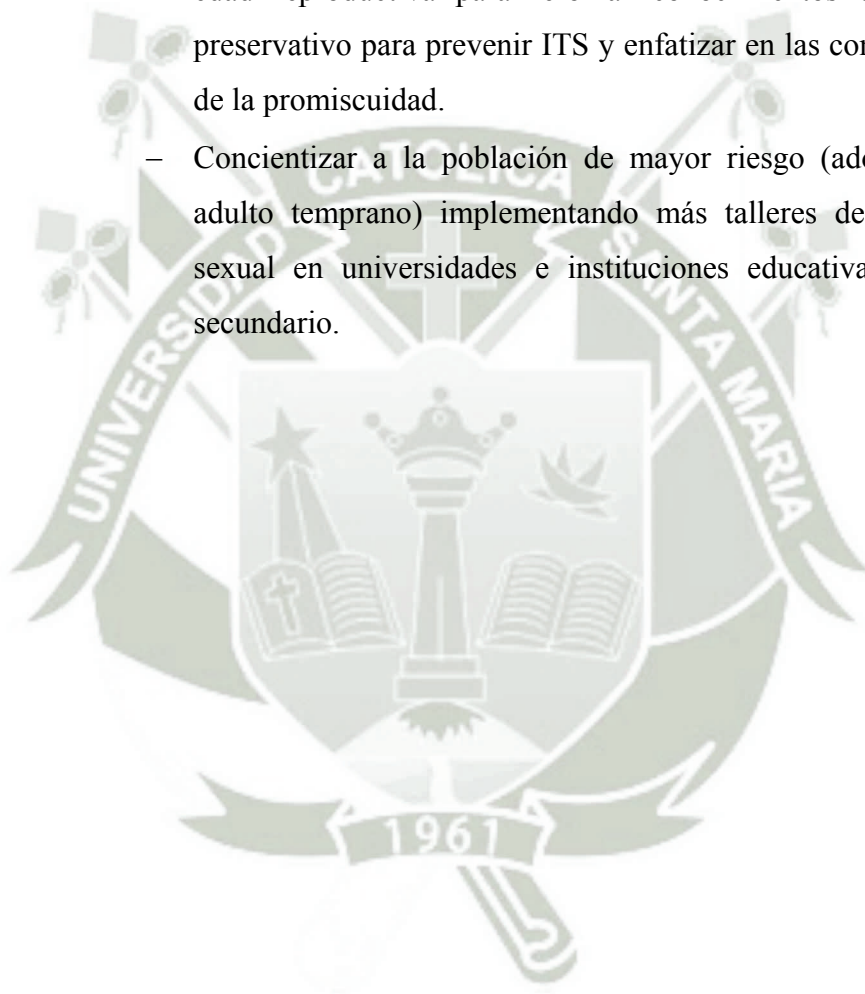 preservativo para prevenir ITS y enfatizar en las
de la promiscuidad.
– Concientizar a la población de mayor riesgo
adulto temprano) implementando más talleres de
sexual en universidades e instituciones
secundario.
UNIVERSIDAD CATOLICA SANTA MARIA
1961